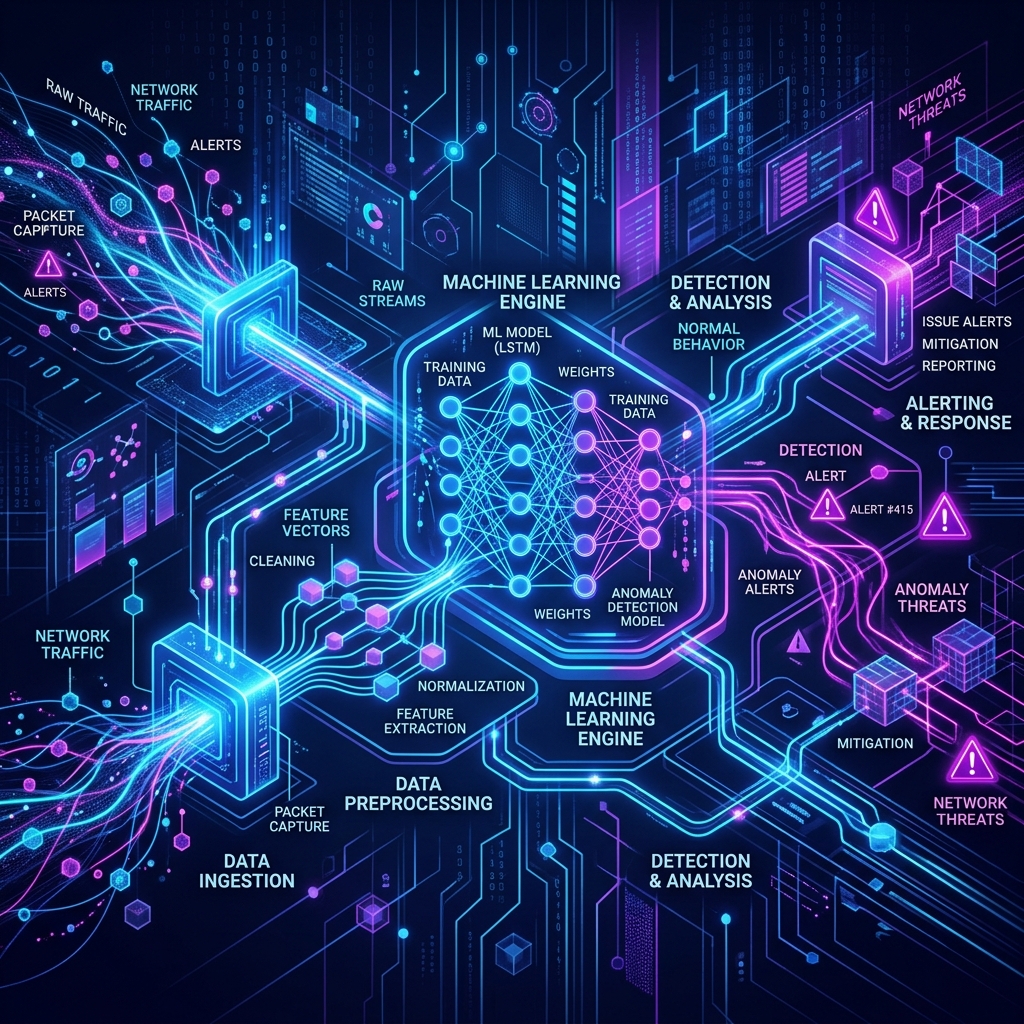 RAW TRAFFIC
NETWORK
TRAFFIC
ALERTS
NETWORK
THREATS
PACKET
CAPTURE
ALERTS
RAW
STREAMS
MACHINE LEARNING
ENGINE
DETECTION
& ANALYSIS
ML MODEL
(LSTM)
NORMAL
BEHAVIOR
TRAINING
DATA
WEIGHTS
TRAINING
DATA
ISSUE ALERTS
MITIGATION
REPORTING
ALERTING
& RESPONSE
DETECTION
ALERT
ALERT #415
FEATURE
VECTORS
CLEANING
ANOMALY
ALERTS
ANOMALY
THREATS
WEIGHTS
ANOMALY
DETECTION
MODEL
NETWORK
TRAFFIC
NORMALIZATION
FEATURE
EXTRACTION
MACHINE
LEARNING
ENGINE
MITIGATION
DATA
PREPROCESSING
PACKET
CAPTURE
NETWORK
THREATS
DATA
INGESTION
DETECTION
& ANALYSIS